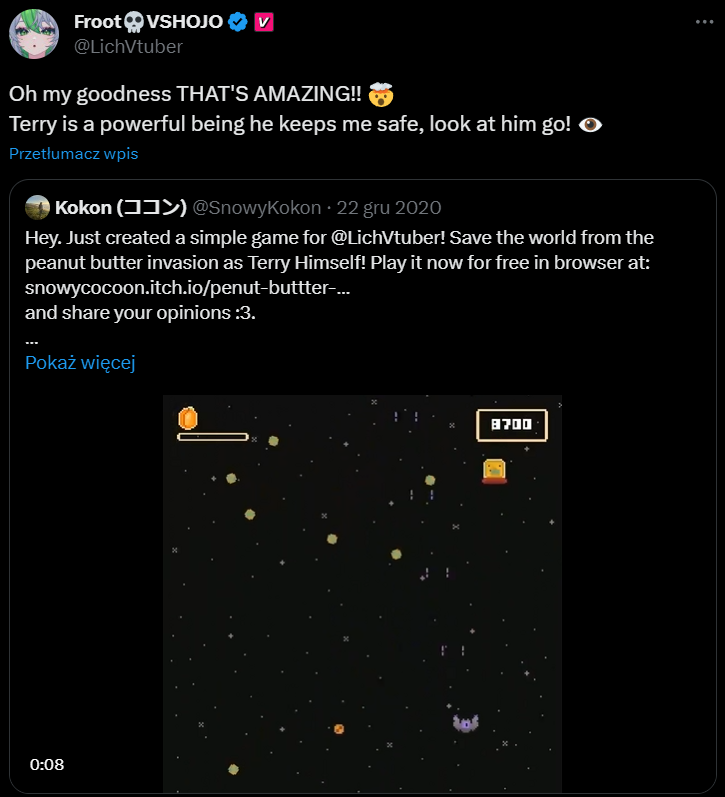 Froot💀VSHOJO
@LichVtuber
Oh my goodness THAT'S AMAZING!! 🤯
Terry is a powerful being he keeps me safe, look at him go! 👁️
Przetłumacz wpis
Kokon (ココン) @SnowyKokon · 22 gru 2020
Hey. Just created a simple game for @LichVtuber! Save the world from the
peanut butter invasion as Terry Himself! Play it now for free in browser at:
snowycocoon.itch.io/penut-buttter-...
and share your opinions :3.
...
Pokaż więcej
8700
0:08